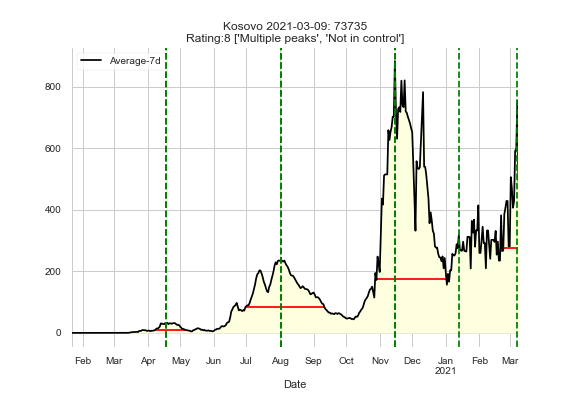 Kosovo 2021-03-09: 73735
Rating:8 ['Multiple peaks', 'Not in control']
Average-7d
800
600
400
200
0
Feb Mar Apr May Jun Jul Aug Sep Oct Nov Dec Jan Feb Mar
2021
Date